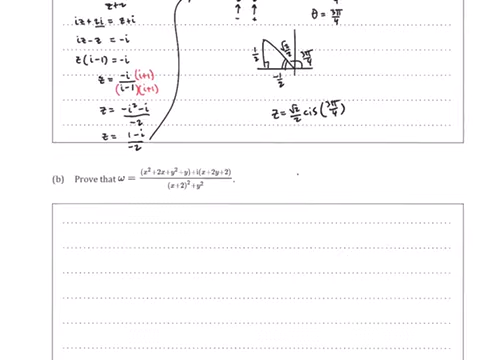 z+2
iz+2i = z+i
iz-z = -i
z(i-1) = -i
z = -i(i+1) / (i-1)(i+1)
z = -i²-i / -2
z = 1-i / -2
θ = 3π/4
1/2
√2/2
3π/4
-1/2
z = √2/2 cis(3π/4)
(b) Prove that ω = (x²+2x+y²-y)+i(x+2y+2) / (x+2)²+y².